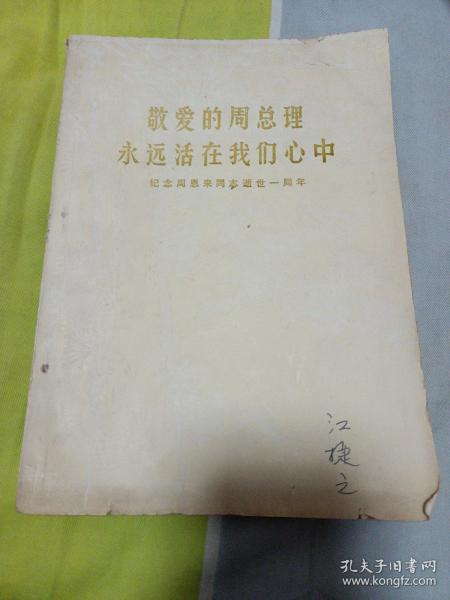 敬爱的周总理
永远活在我们心中
纪念周恩来同志逝世一周年
江
捷
之
孔夫子旧书网
www.kongfz.com